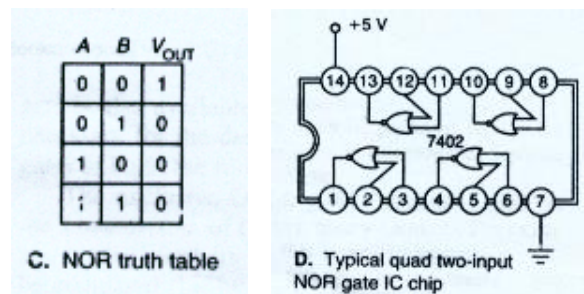 A B VOUT
0 0 1
0 1 0
1 0 0
1 1 0
C. NOR truth table
+5 V
14 13 12 11 10 9 8
7402
1 2 3 4 5 6 7
D. Typical quad two-input
NOR gate IC chip